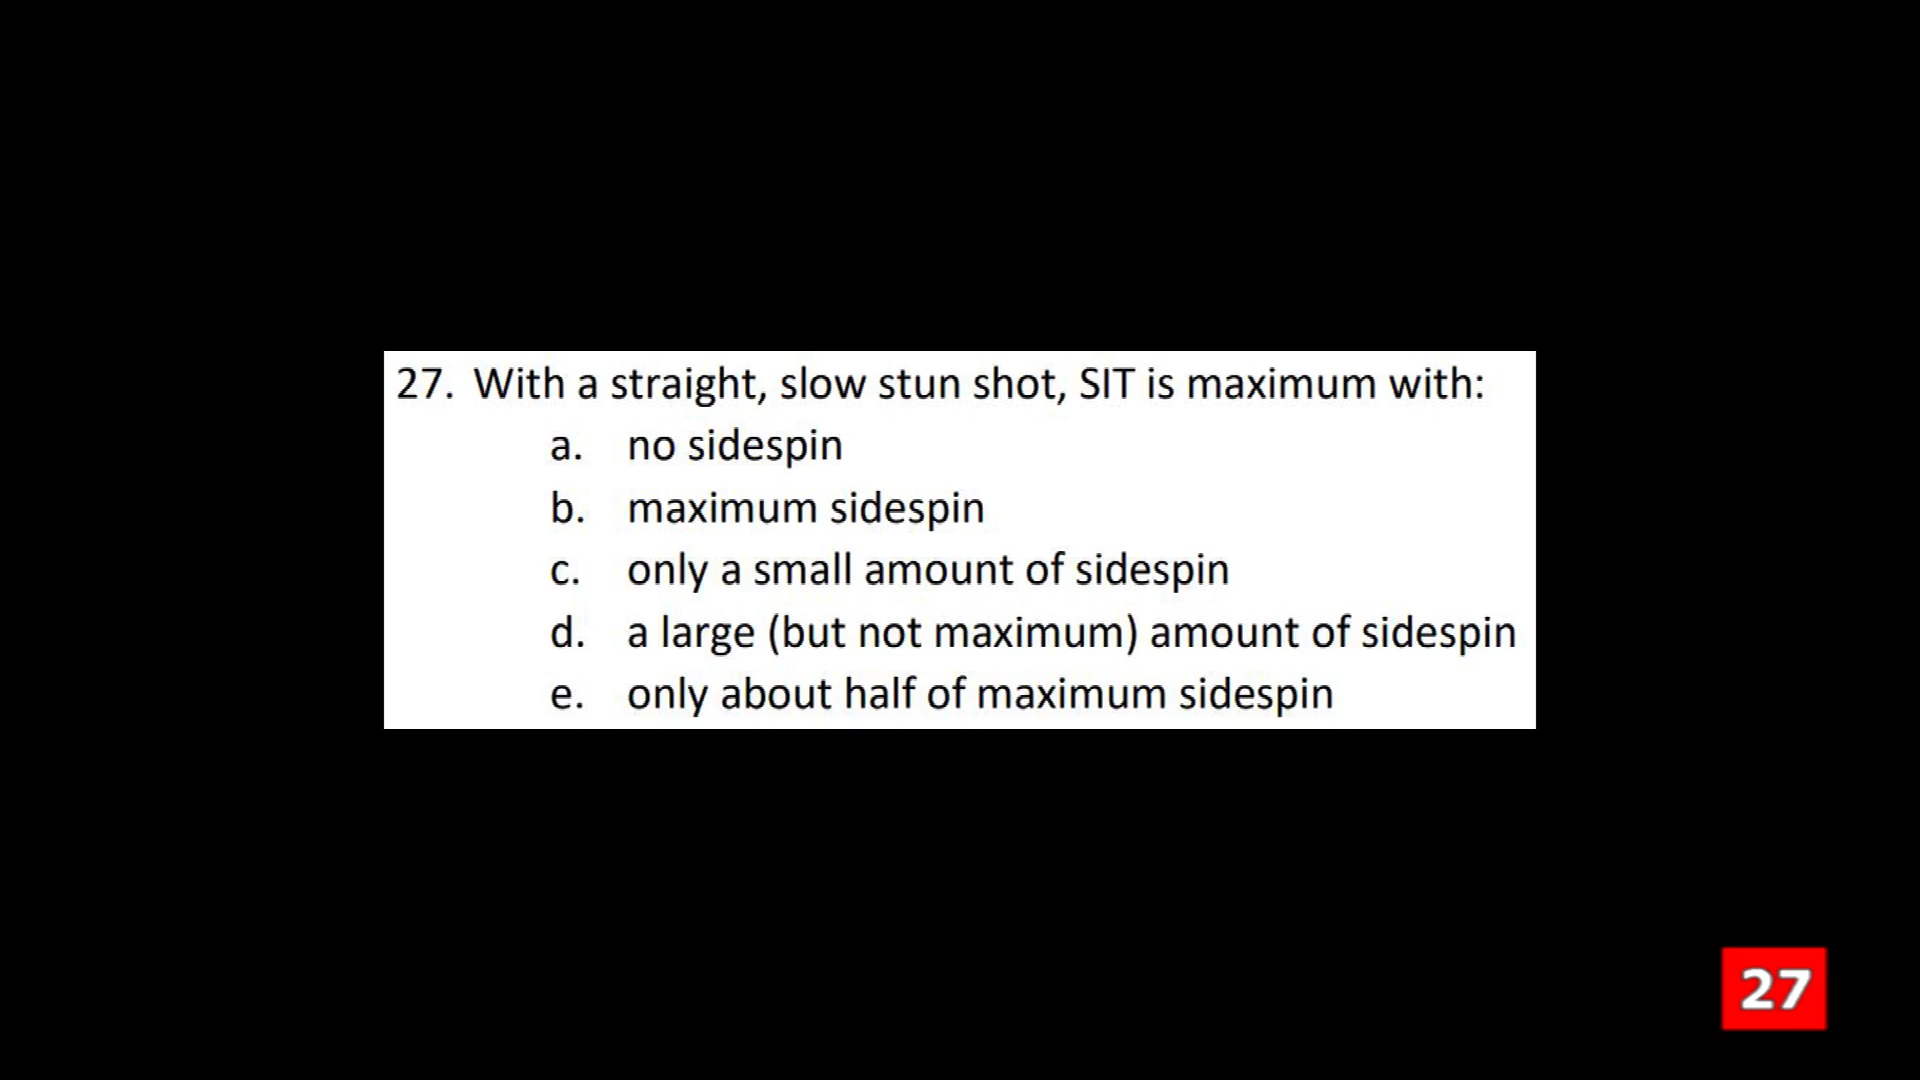 27. With a straight, slow stun shot, SIT is maximum with:
a. no sidespin
b. maximum sidespin
c. only a small amount of sidespin
d. a large (but not maximum) amount of sidespin
e. only about half of maximum sidespin
27